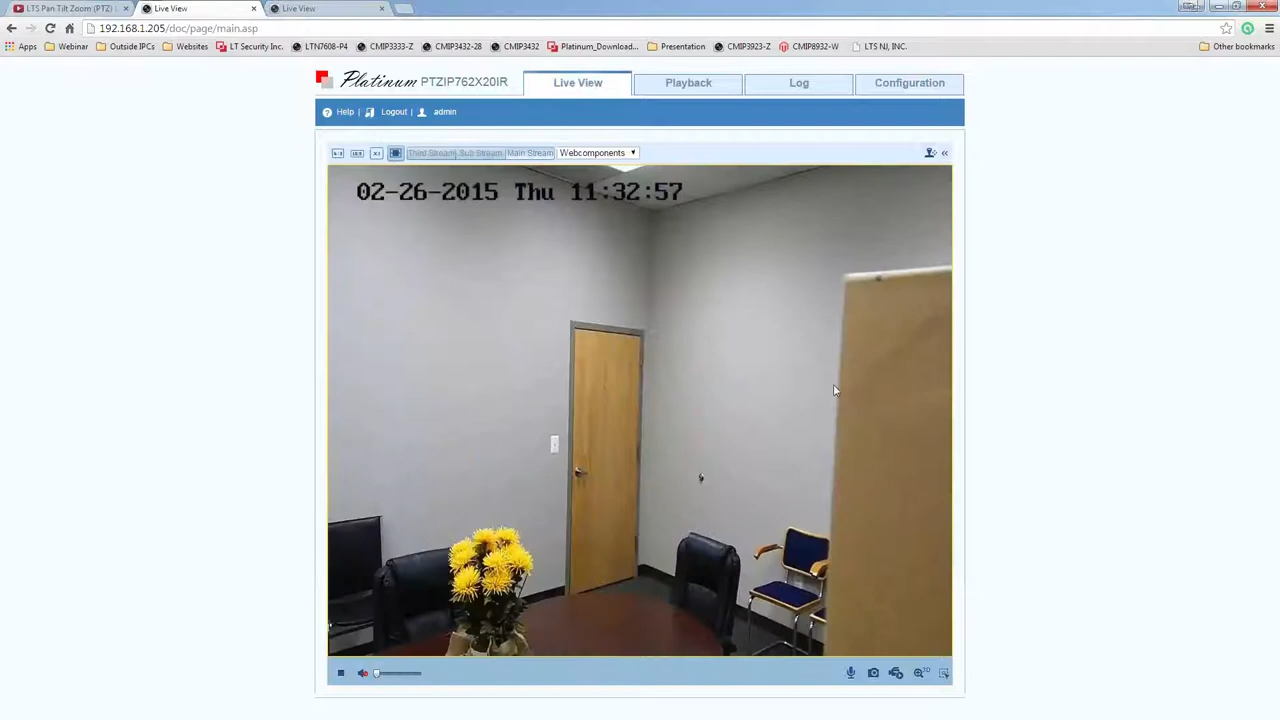 LTS Pan Tilt Zoom (PTZ)
Live View
Live View
192.168.1.205/doc/page/main.asp
Apps
Webinar
Outside IPCs
Websites
LT Security Inc.
LTN7608-P4
CMIP3333-Z
CMIP3432-28
CMIP3432
Platinum_Download...
Presentation
CMIP3923-Z
CMIP8932-W
LTS NJ, INC.
Other bookmarks
Platinum PTZIP762X20IR
Live View
Playback
Log
Configuration
Help
Logout
admin
Third Stream
Sub Stream
Main Stream
Webcomponents
02-26-2015 Thu 11:32:57
3D